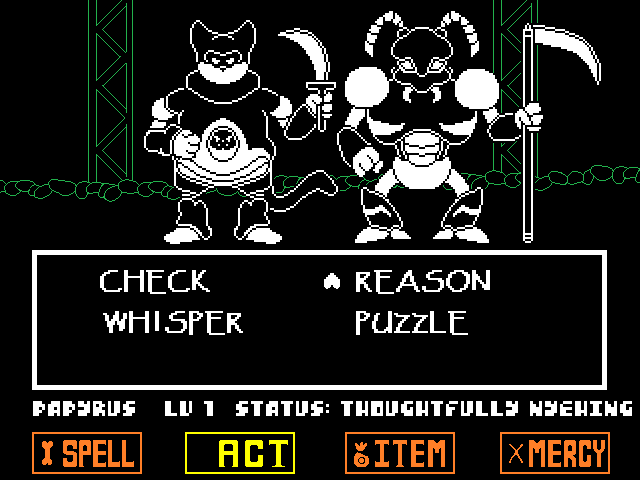 CHECK REASON
WHISPER PUZZLE
PAPYRUS LV 1 STATUS: THOUGHTFULLY NYEHING
SPELL ACT ITEM MERCY